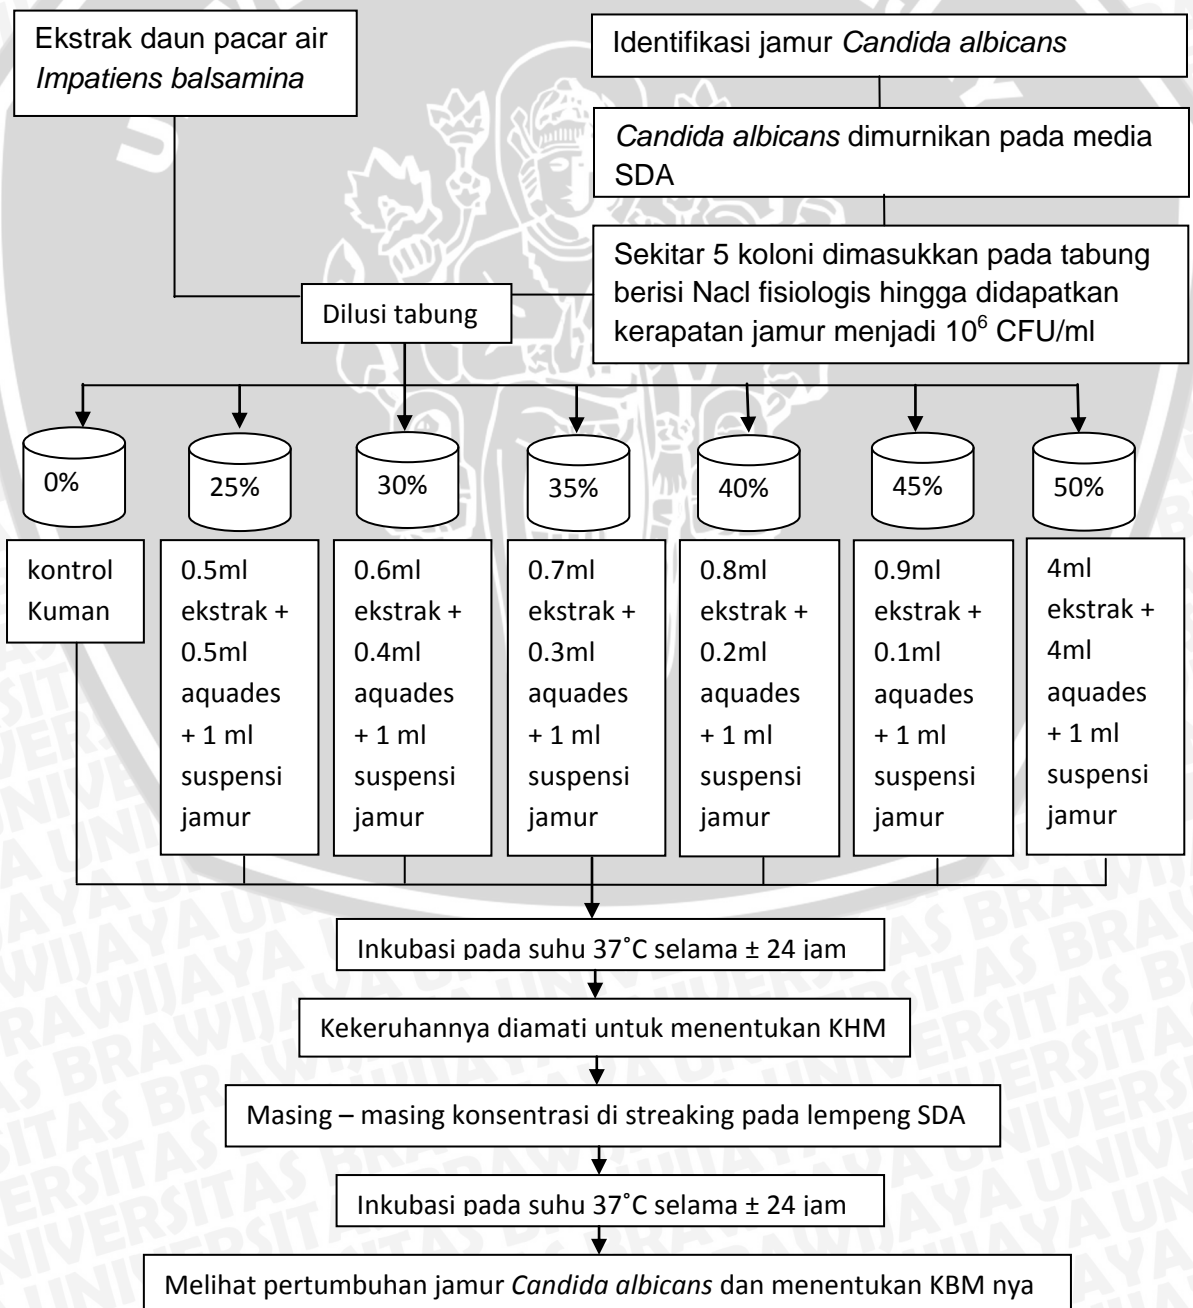 Ekstrak daun pacar air
Impatiens balsamina
Identifikasi jamur Candida albicans
Candida albicans dimurnikan pada media
SDA
Sekitar 5 koloni dimasukkan pada tabung
berisi Nacl fisiologis hingga didapatkan
kerapatan jamur menjadi 10⁶ CFU/ml
Dilusi tabung
0%
25%
30%
35%
40%
45%
50%
kontrol
Kuman
0.5ml
ekstrak +
0.5ml
aquades
+ 1 ml
suspensi
jamur
0.6ml
ekstrak +
0.4ml
aquades
+ 1 ml
suspensi
jamur
0.7ml
ekstrak +
0.3ml
aquades
+ 1 ml
suspensi
jamur
0.8ml
ekstrak +
0.2ml
aquades
+ 1 ml
suspensi
jamur
0.9ml
ekstrak +
0.1ml
aquades
+ 1 ml
suspensi
jamur
4ml
ekstrak +
4ml
aquades
+ 1 ml
suspensi
jamur
Inkubasi pada suhu 37˚C selama ± 24 jam
Kekeruhannya diamati untuk menentukan KHM
Masing – masing konsentrasi di streaking pada lempeng SDA
Inkubasi pada suhu 37˚C selama ± 24 jam
Melihat pertumbuhan jamur Candida albicans dan menentukan KBM nya